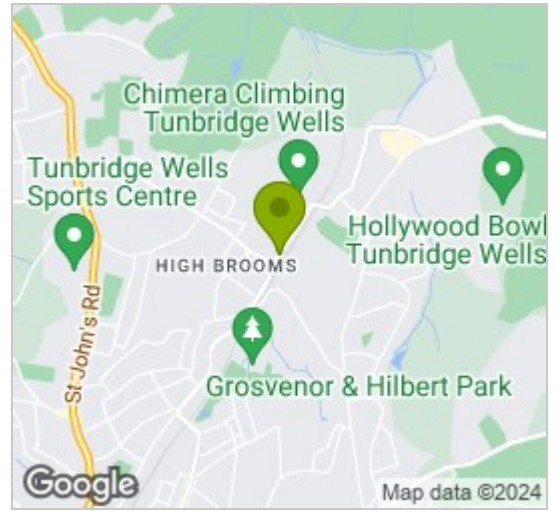 Chimera Climbing
Tunbridge Wells
Tunbridge Wells
Sports Centre
Hollywood Bowl
Tunbridge Wells
HIGH BROOMS
St John's Rd
Grosvenor & Hilbert Park
Google
Map data ©2024